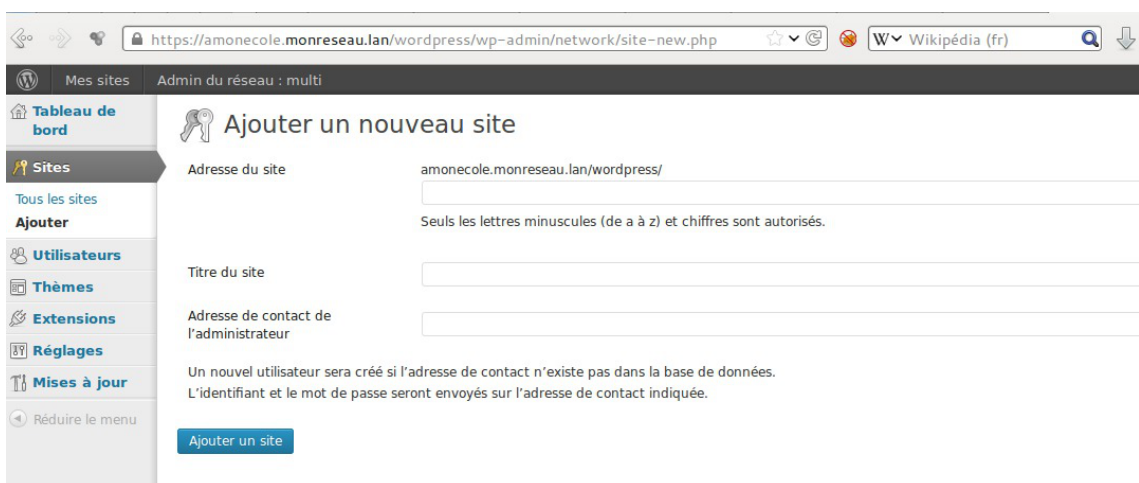 https://amonecole.monreseau.lan/wordpress/wp-admin/network/site-new.php
W Wikipédia (fr)
Mes sites Admin du réseau : multi
Tableau de
bord
Sites
Tous les sites
Ajouter
Utilisateurs
Thèmes
Extensions
Réglages
Mises à jour
Réduire le menu
Ajouter un nouveau site
Adresse du site
amonecole.monreseau.lan/wordpress/
Seuls les lettres minuscules (de a à z) et chiffres sont autorisés.
Titre du site
Adresse de contact de
l’administrateur
Un nouvel utilisateur sera créé si l’adresse de contact n’existe pas dans la base de données.
L’identifiant et le mot de passe seront envoyés sur l’adresse de contact indiquée.
Ajouter un site